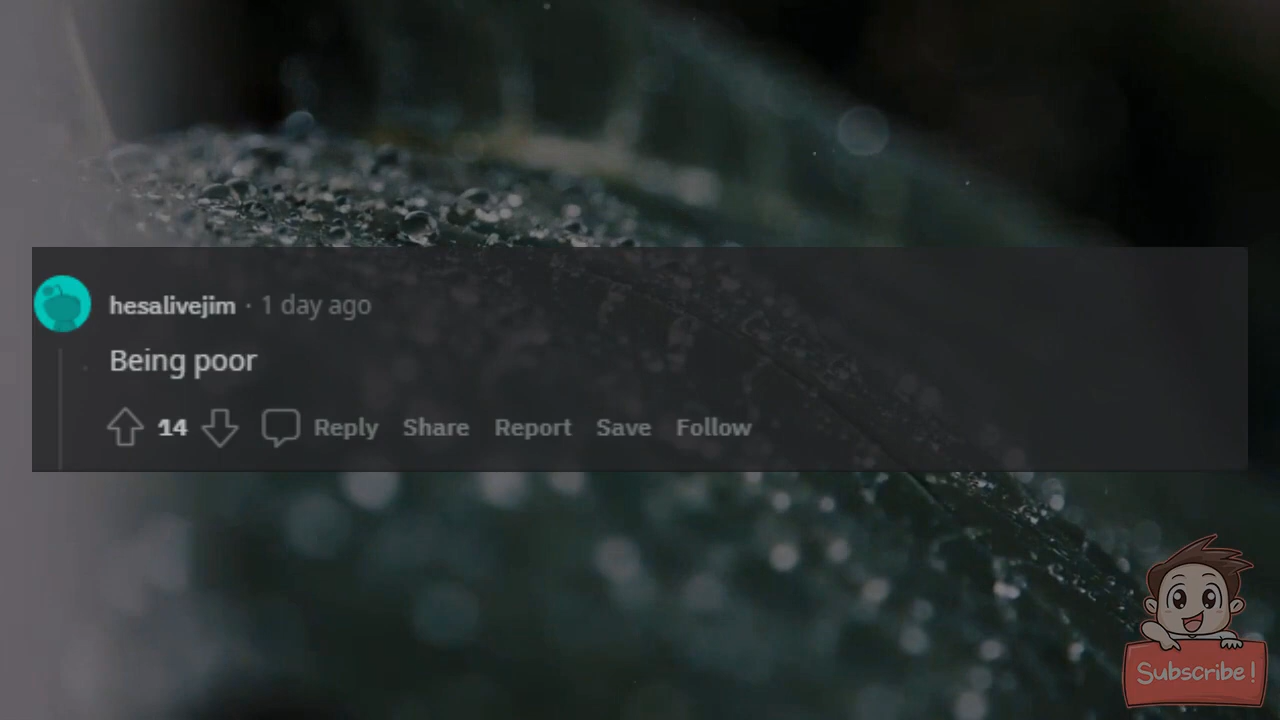 hesalivejim · 1 day ago
Being poor
14 Reply Share Report Save Follow
Subscribe!